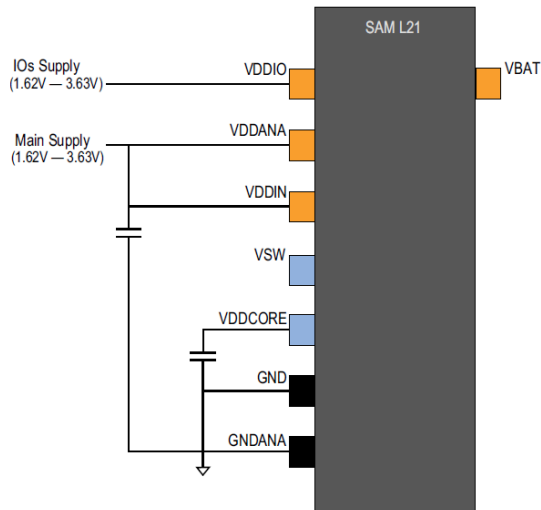 SAM L21
IOs Supply
(1.62V — 3.63V)
VDDIO
VBAT
Main Supply
(1.62V — 3.63V)
VDDANA
VDDIN
VSW
VDDCORE
GND
GNDANA